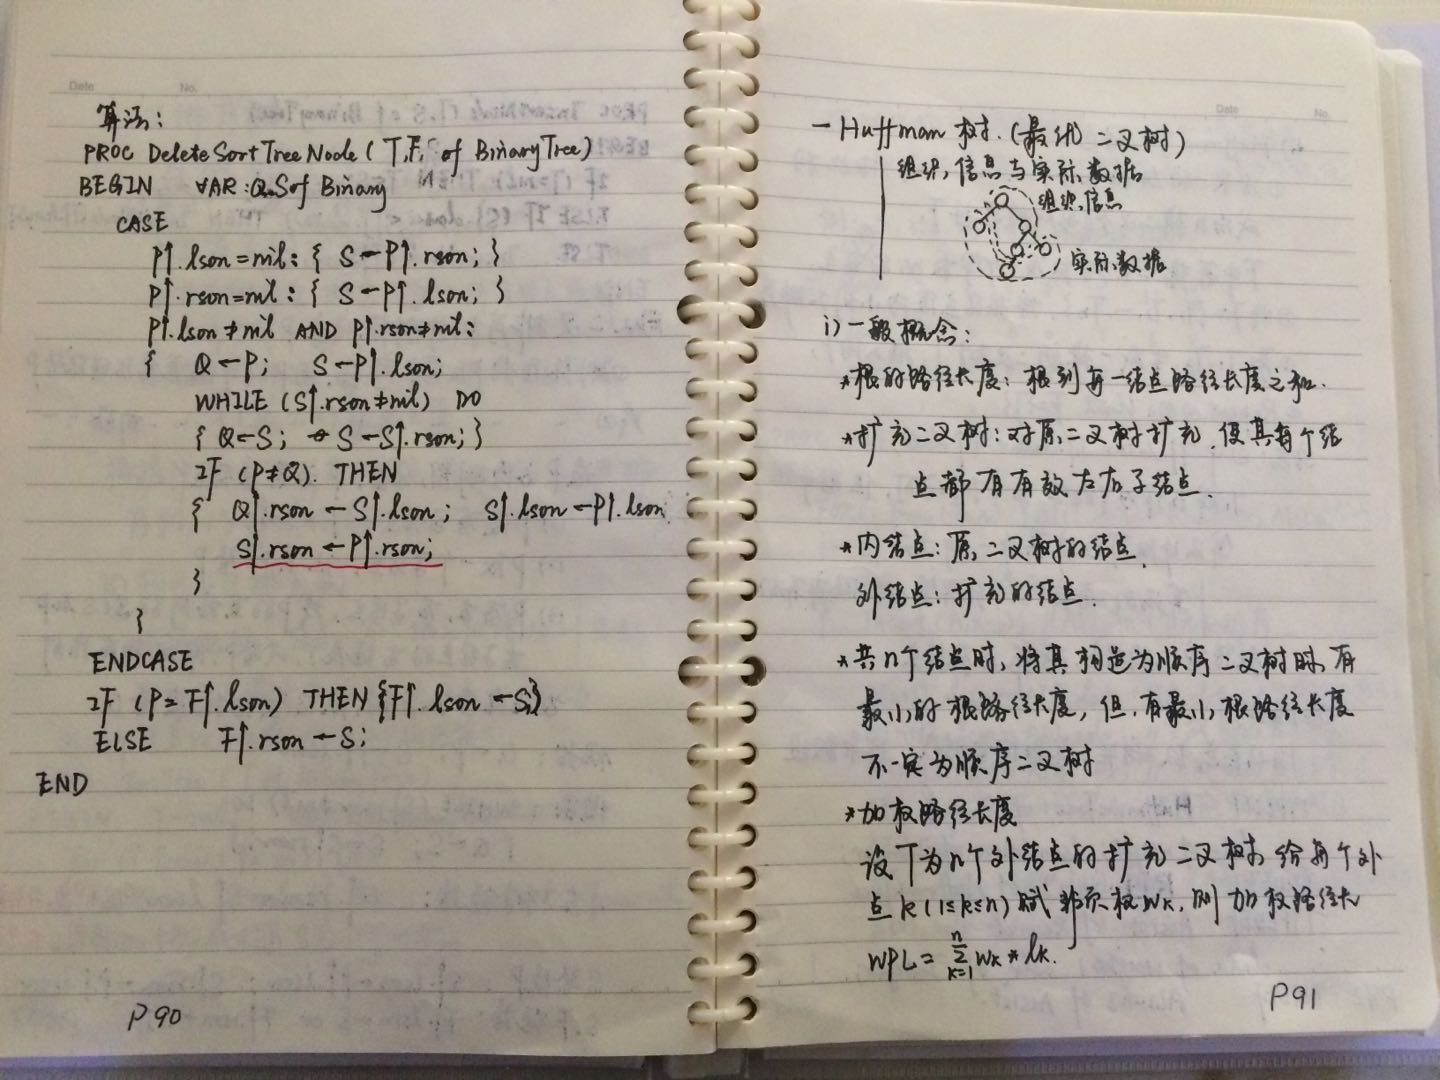 Date No.
算法:
PROC DeleteSortTreeNode ( T,F, of BinaryTree)
BEGIN VAR: Q,S of Binary
CASE
P↑.lson=nil: { S←P↑.rson; }
P↑.rson=nil: { S←P↑.lson; }
P↑.lson≠nil AND P↑.rson≠nil:
{ Q←P; S←P↑.lson;
WHILE (S↑.rson≠nil) DO
{ Q←S; S←S↑.rson; }
IF (P≠Q). THEN
{ Q↑.rson ← S↑.lson; S↑.lson←P↑.lson
S↑.rson ← P↑.rson;
}
}
ENDCASE
IF (P=F↑.lson) THEN {F↑.lson ←S;}
ELSE F↑.rson ←S;
END
P90
Date No.
一 Huffman 树.(最优二叉树)
组织信息与实际数据
组织信息
实际数据
i) 一般概念:
*根的路径长度: 根到每一结点路径长度之和.
*扩充二叉树: 对原二叉树扩充,使其每个结
点都有有效左右子结点.
*内结点: 原二叉树的结点.
外结点: 扩充的结点.
*共n个结点时, 将其构造为顺序二叉树时,有
最小的根路径长度, 但,有最小根路径长度
不一定为顺序二叉树
*加权路径长度
设T为n个外结点的扩充二叉树,给每个外
点k(1≤k≤n)赋非负权wk, 则加权路径长
WPL= n∑k=1 wk * lk.
P91